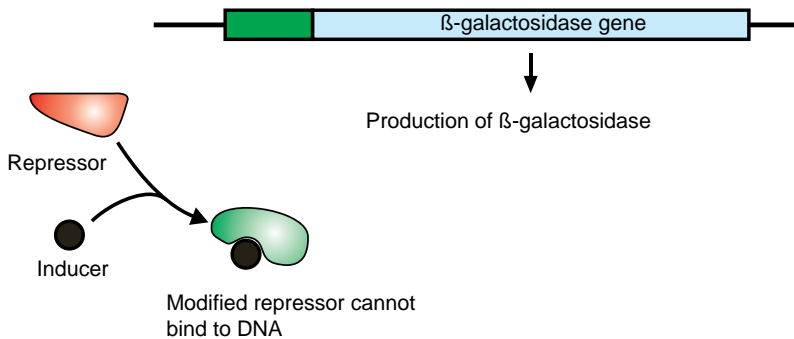 ß-galactosidase gene
Production of ß-galactosidase
Repressor
Inducer
Modified repressor cannot
bind to DNA